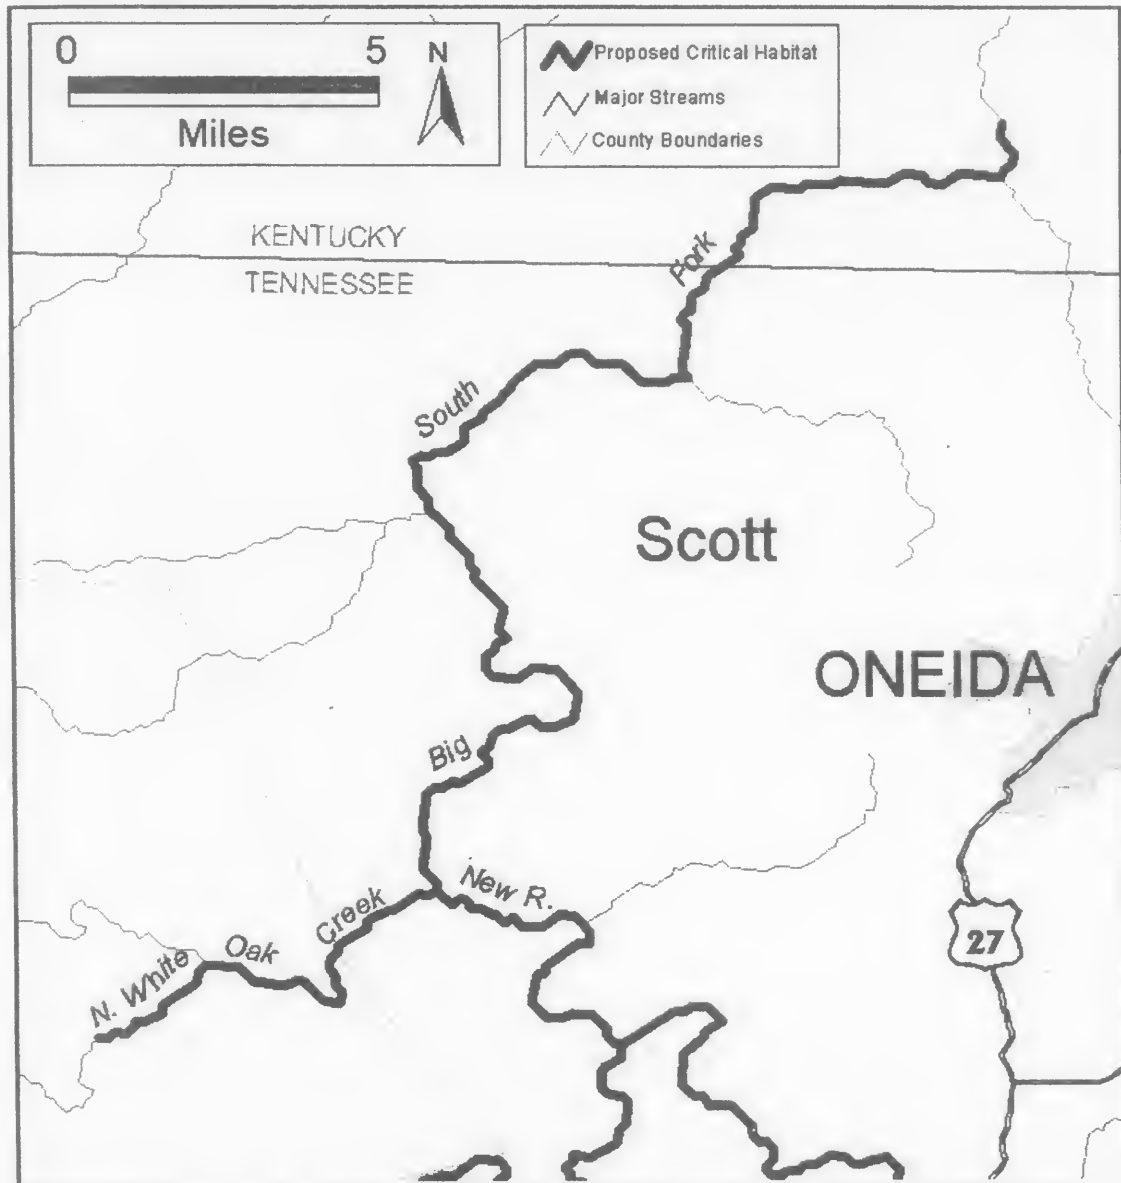 0 5
Miles
N
Proposed Critical Habitat
Major Streams
County Boundaries
KENTUCKY
TENNESSEE
Fork
South
Scott
ONEIDA
Big
New R.
Creek
Oak
N. White
27